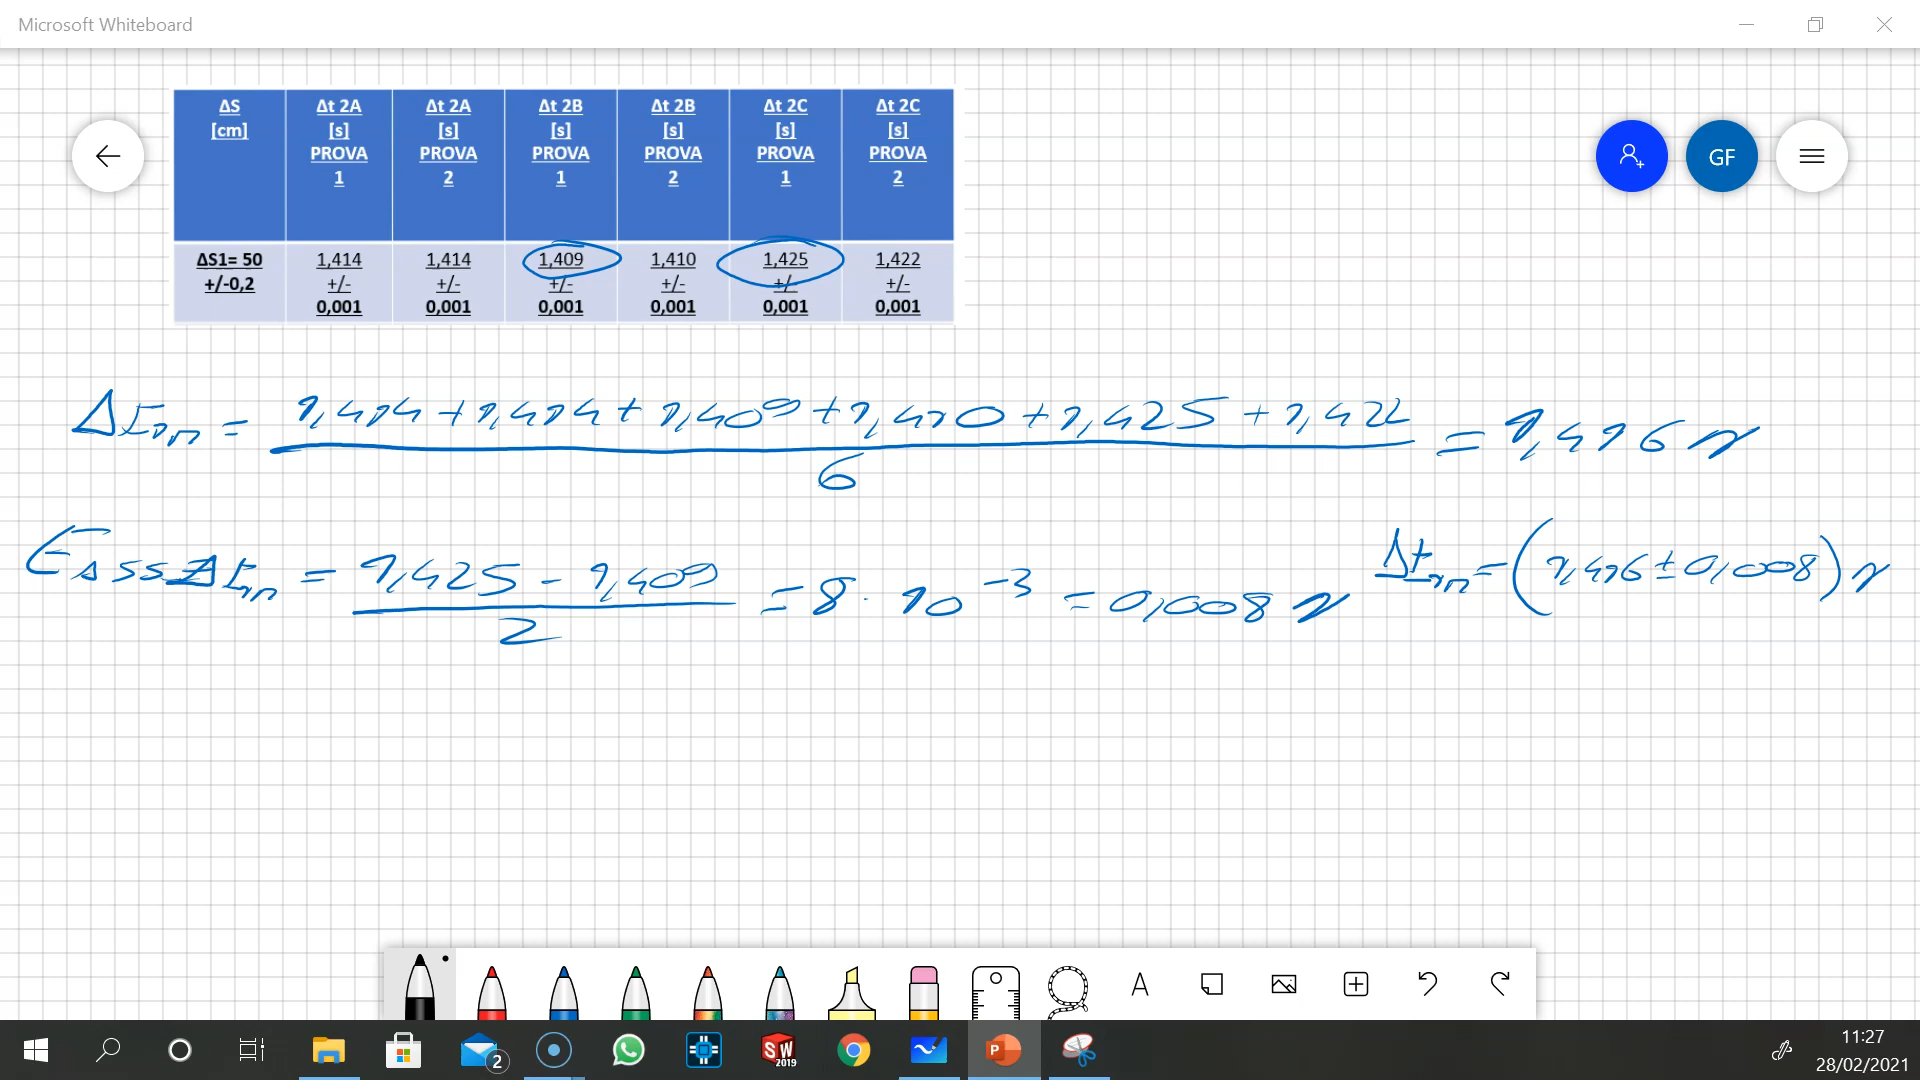 Microsoft Whiteboard
ΔS [cm] Δt 2A [s] PROVA 1 Δt 2A [s] PROVA 2 Δt 2B [s] PROVA 1 Δt 2B [s] PROVA 2 Δt 2C [s] PROVA 1 Δt 2C [s] PROVA 2
ΔS1= 50 +/-0,2 1,414 +/- 0,001 1,414 +/- 0,001 1,409 +/- 0,001 1,410 +/- 0,001 1,425 +/- 0,001 1,422 +/- 0,001
GF
Δtm = (1,414 + 1,414 + 1,409 + 1,410 + 1,425 + 1,422) / 6 = 1,416 s
EASS Δtm = (1,425 - 1,409) / 2 = 8 · 10⁻³ = 0,008 s
Δtm = (1,416 ± 0,008) s
A
2
SW
2019
P
11:27
28/02/2021